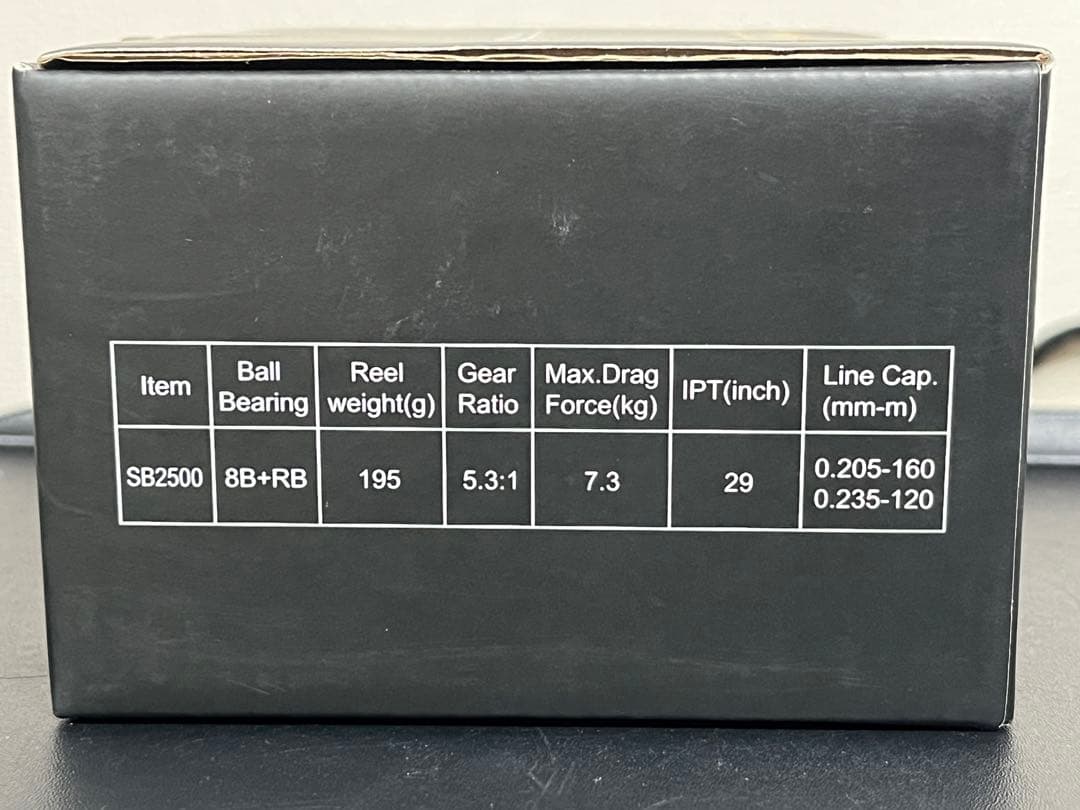 Item Ball Bearing Reel weight(g) Gear Ratio Max.Drag Force(kg) IPT(inch) Line Cap. (mm-m)
SB2500 8B+RB 195 5.3:1 7.3 29 0.205-160
0.235-120